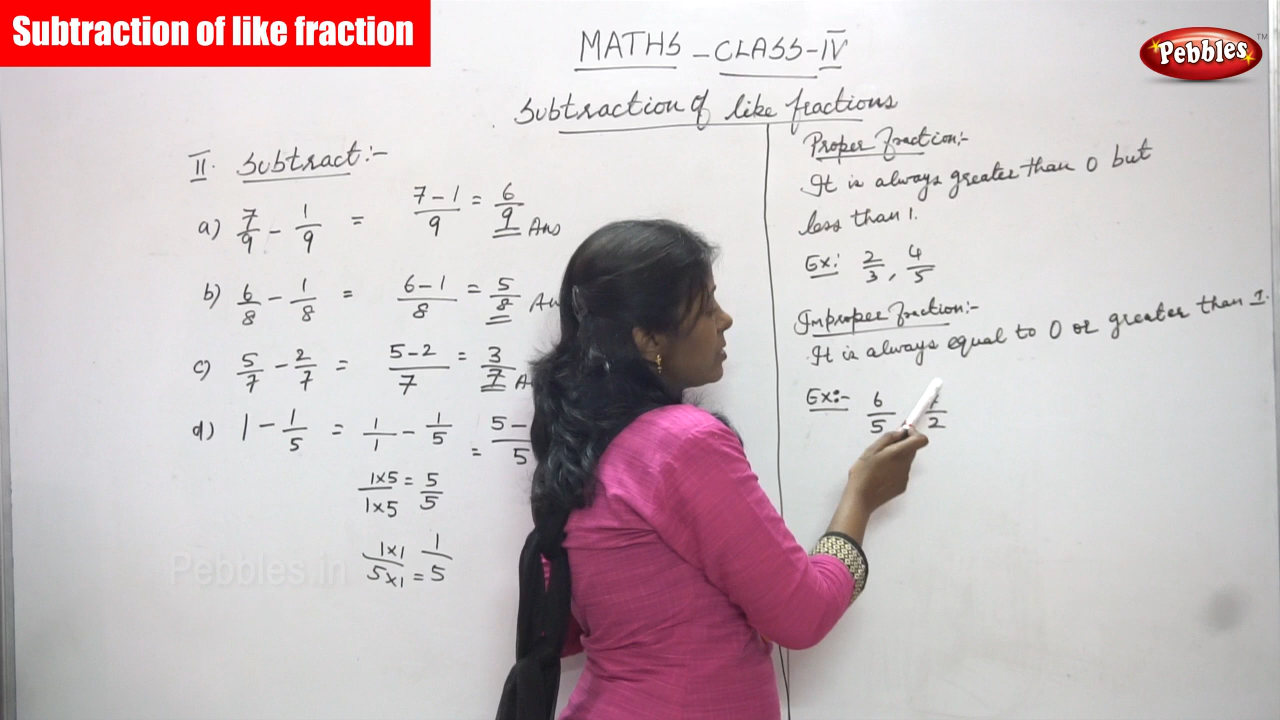 Subtraction of like fraction
Pebbles TM
MATHS - CLASS - IV
Subtraction of like fractions
II. Subtract:-
a) 7/9 - 1/9 = 7-1/9 = 6/9 Ans
b) 6/8 - 1/8 = 6-1/8 = 5/8
c) 5/7 - 2/7 = 5-2/7 = 3/7
d) 1 - 1/5 = 1/1 - 1/5 = 5-/5
1x5/1x5 = 5/5
1x1/5x1 = 1/5
Proper Fraction:-
It is always greater than 0 but
less than 1.
Ex: 2/3, 4/5
Improper Fraction:-
It is always equal to 0 or greater than 1.
Ex:- 6/5 /2
Pebbles.in